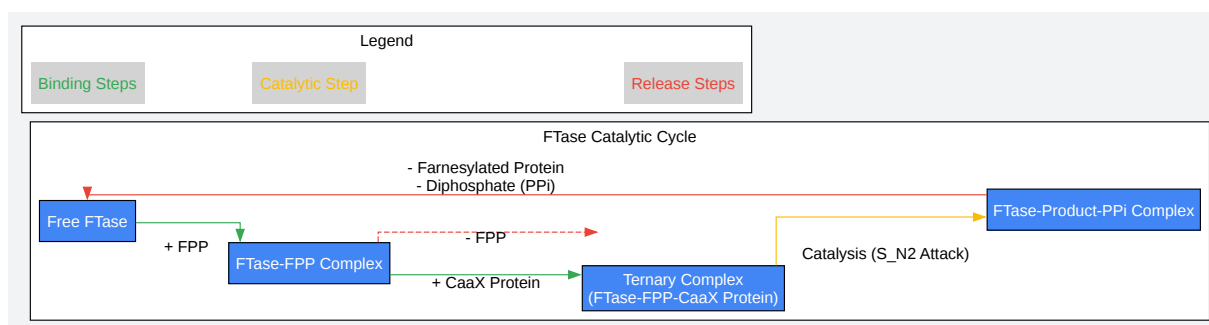 Legend
Binding Steps
Catalytic Step
Release Steps
FTase Catalytic Cycle
- Farnesylated Protein
- Diphosphate (PPi)
Free FTase
FTase-Product-PPi Complex
+ FPP
- FPP
FTase-FPP Complex
Catalysis (S_N2 Attack)
+ CaaX Protein
Ternary Complex
(FTase-FPP-CaaX Protein)